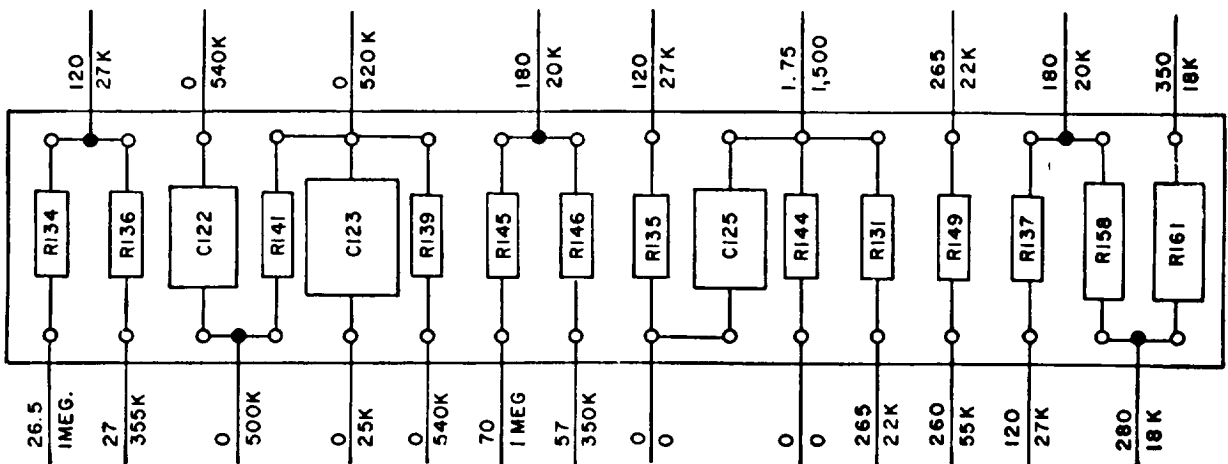 120
27K
0
540K
0
520K
180
20K
120
27K
1.75
1,500
265
22K
180
20K
350
18K
R134
R136
C122
R141
C123
R139
R145
R146
R135
C125
R144
R131
R149
R137
R158
R161
26.5
1MEG.
27
355K
0
500K
0
25K
0
540K
70
1 MEG
57
350K
0
0
0
0
265
22K
260
55K
120
27K
280
18K